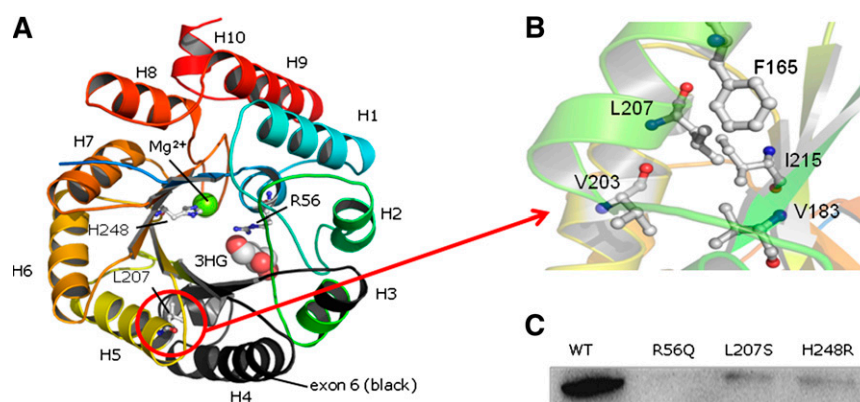 A
H10
H9
H8
H1
H7
Mg²⁺
R56
H248
H2
3HG
H6
L207
H3
H5
H4
exon 6 (black)
B
F165
L207
I215
V203
V183
C
WT R56Q L207S H248R